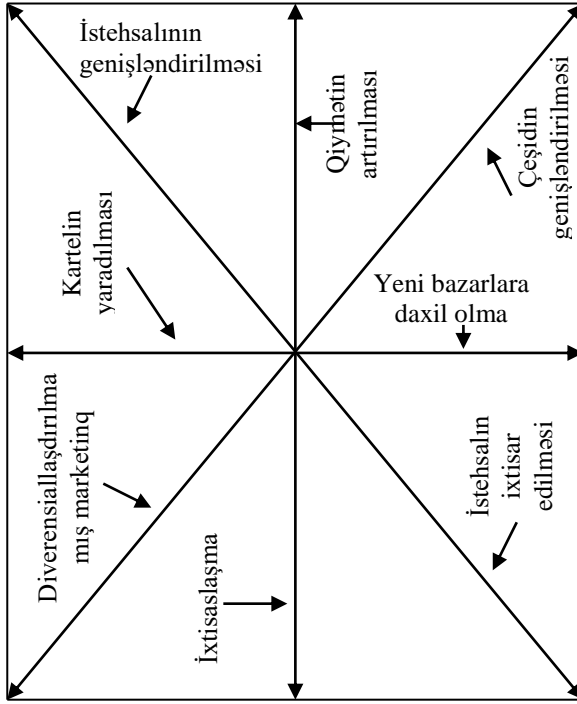 İstehsalının
genişləndirilməsi
Qiymətin
artırılması
Çeşidin
genişləndirilməsi
Kartelin
yaradılması
Yeni bazarlara
daxil olma
Diverensiallaşdırılma
mış marketinq
İxtisaslaşma
İstehsalın
ixtisar
edilməsi